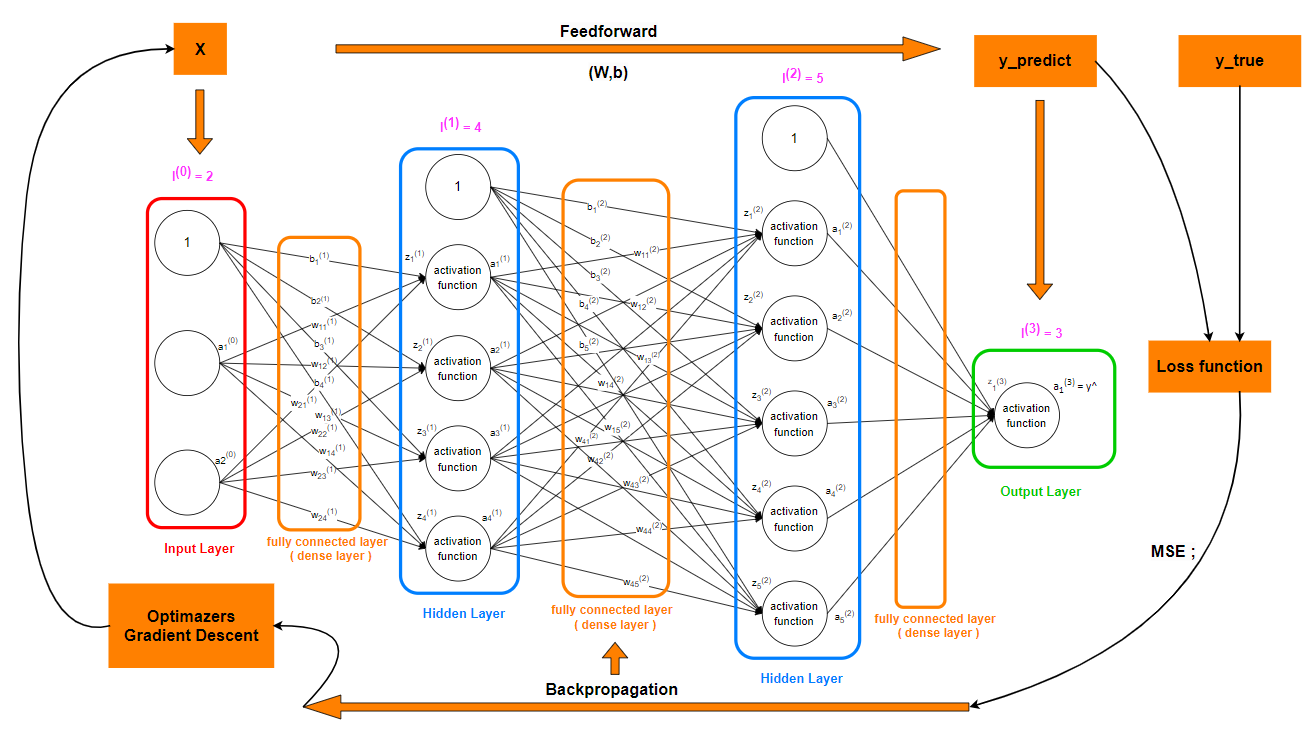 X
Feedforward
(W,b)
y_predict
y_true
l(0) = 2
l(1) = 4
l(2) = 5
l(3) = 3
1
a1(0)
a2(0)
Input Layer
b1(1)
b2(1)
w11(1)
b3(1)
w12(1)
b4(1)
w21(1)
w13(1)
w22(1)
w14(1)
w23(1)
w24(1)
fully connected layer
( dense layer )
1
z1(1)
activation
function
a1(1)
z2(1)
activation
function
a2(1)
z3(1)
activation
function
a3(1)
z4(1)
activation
function
a4(1)
Hidden Layer
b1(2)
b2(2)
w11(2)
b3(2)
b4(2)
w12(2)
b5(2)
w13(2)
w14(2)
w15(2)
w41(2)
w42(2)
w43(2)
w44(2)
w45(2)
fully connected layer
( dense layer )
1
z1(2)
activation
function
a1(2)
z2(2)
activation
function
a2(2)
z3(2)
activation
function
a3(2)
z4(2)
activation
function
a4(2)
z5(2)
activation
function
a5(2)
Hidden Layer
fully connected layer
( dense layer )
z1(3)
activation
function
a1(3) = y^
Output Layer
Loss function
MSE ;
Backpropagation
Optimazers
Gradient Descent